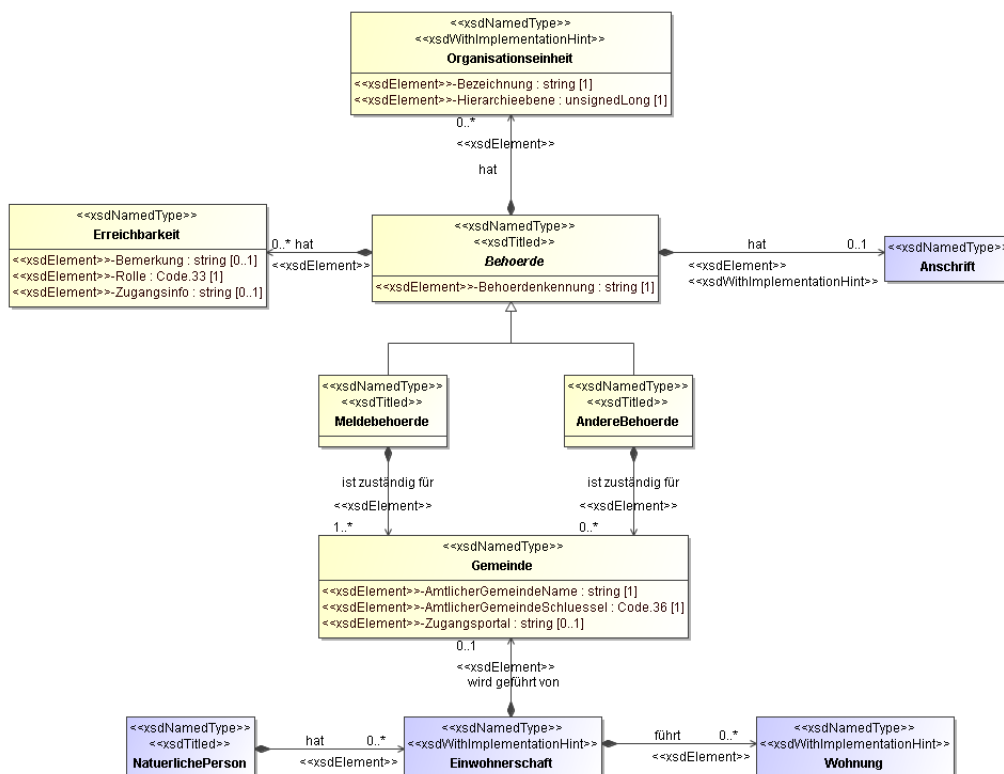 <<xsdNamedType>>
<<xsdWithImplementationHint>>
Organisationseinheit
<<xsdElement>>-Bezeichnung : string [1]
<<xsdElement>>-Hierarchieebene : unsignedLong [1]
0..*
<<xsdElement>>
hat
<<xsdNamedType>>
Erreichbarkeit
<<xsdElement>>-Bemerkung : string [0..1]
<<xsdElement>>-Rolle : Code.33 [1]
<<xsdElement>>-Zugangsinfo : string [0..1]
0..* hat
<<xsdElement>>
<<xsdNamedType>>
<<xsdTitled>>
Behoerde
<<xsdElement>>-Behoerdenkennung : string [1]
hat 0..1
<<xsdElement>>
<<xsdWithImplementationHint>>
<<xsdNamedType>>
Anschrift
<<xsdNamedType>>
<<xsdTitled>>
Meldebehoerde
<<xsdNamedType>>
<<xsdTitled>>
AndereBehoerde
ist zuständig für
<<xsdElement>>
1..*
ist zuständig für
<<xsdElement>>
0..*
<<xsdNamedType>>
Gemeinde
<<xsdElement>>-AmtlicherGemeindeName : string [1]
<<xsdElement>>-AmtlicherGemeindeSchluessel : Code.36 [1]
<<xsdElement>>-Zugangsportal : string [0..1]
0..1
<<xsdElement>>
wird geführt von
<<xsdNamedType>>
<<xsdTitled>>
NatuerlichePerson
hat 0..*
<<xsdElement>>
<<xsdNamedType>>
<<xsdWithImplementationHint>>
Einwohnerschaft
führt 0..*
<<xsdElement>>
<<xsdNamedType>>
<<xsdWithImplementationHint>>
Wohnung